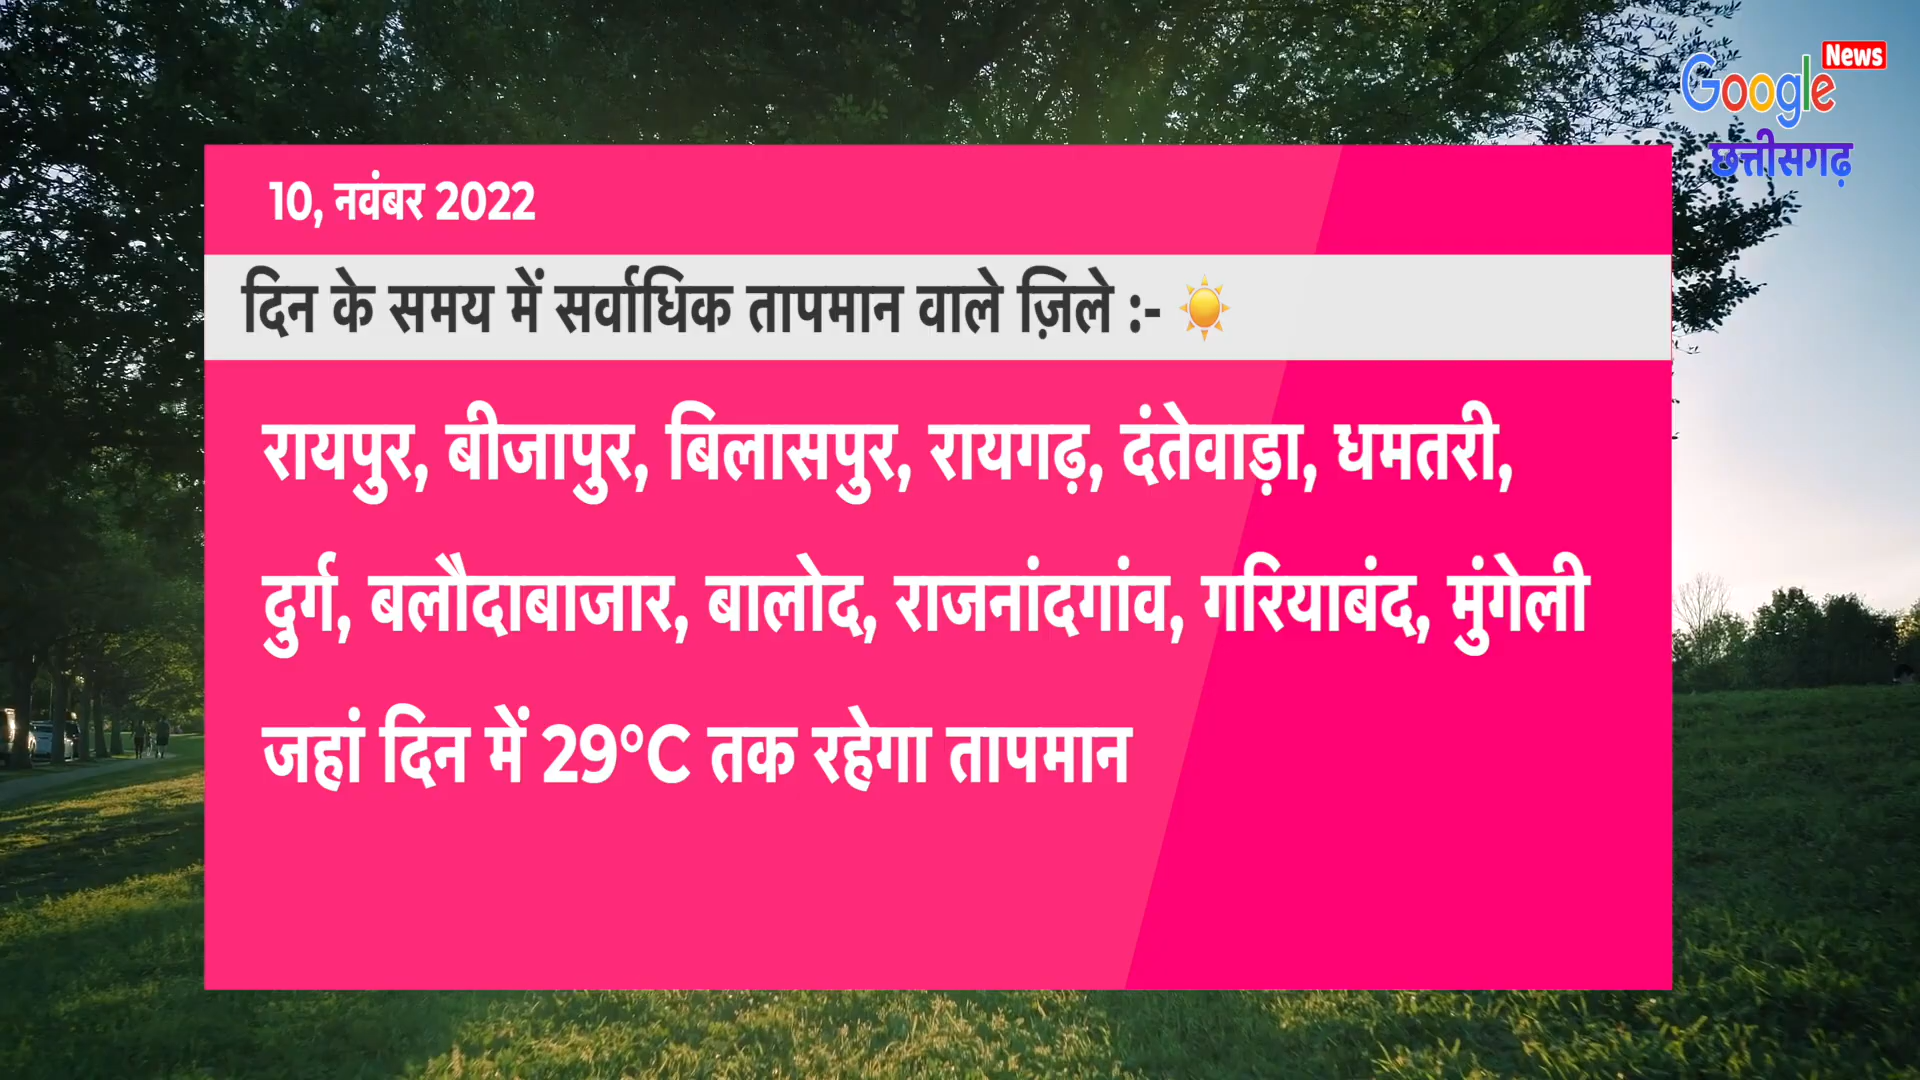 News
Google
छत्तीसगढ़
10, नवंबर 2022
दिन के समय में सर्वाधिक तापमान वाले ज़िले :-
रायपुर, बीजापुर, बिलासपुर, रायगढ़, दंतेवाड़ा, धमतरी,
दुर्ग, बलौदाबाजार, बालोद, राजनांदगांव, गरियाबंद, मुंगेली
जहां दिन में 29°C तक रहेगा तापमान